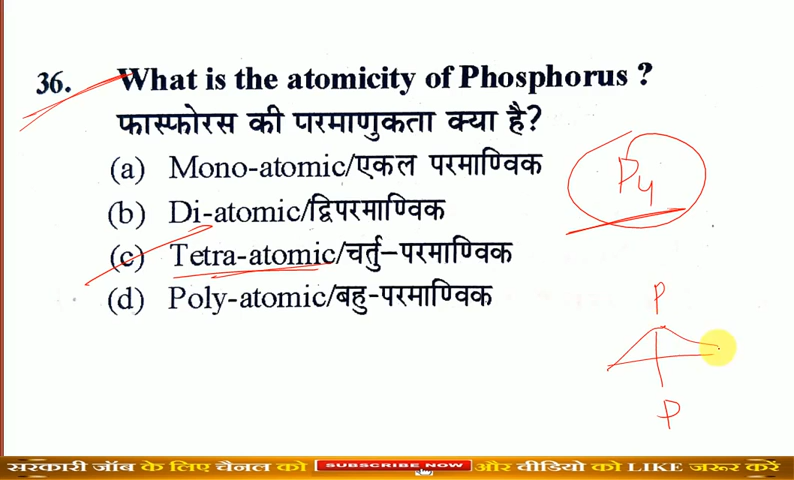 36. What is the atomicity of Phosphorus ?
फास्फोरस की परमाणुकता क्या है?
(a) Mono-atomic/एकल परमाण्विक
P4
(b) Di-atomic/द्विपरमाण्विक
(c) Tetra-atomic/चर्तु–परमाण्विक
(d) Poly-atomic/बहु-परमाण्विक
P
P
सरकारी जॉब के लिए चैनल को SUBSCRIBE NOW और वीडियो को LIKE जरूर करें